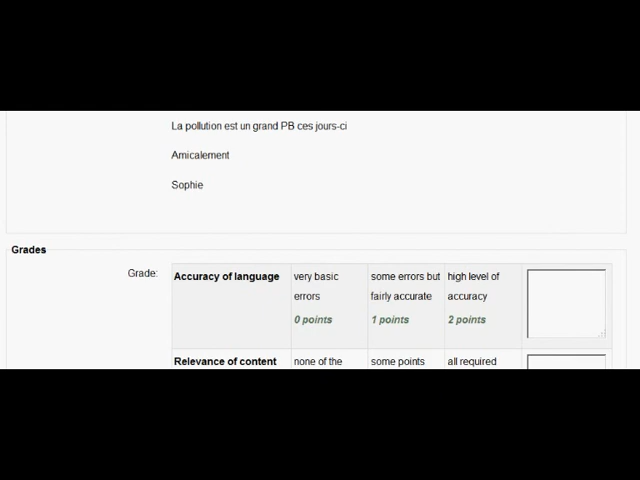 La pollution est un grand PB ces jours-ci
Amicalement
Sophie
Grades
Grade:
Accuracy of language
very basic
errors
0 points
some errors but
fairly accurate
1 points
high level of
accuracy
2 points
Relevance of content
none of the
some points
all required